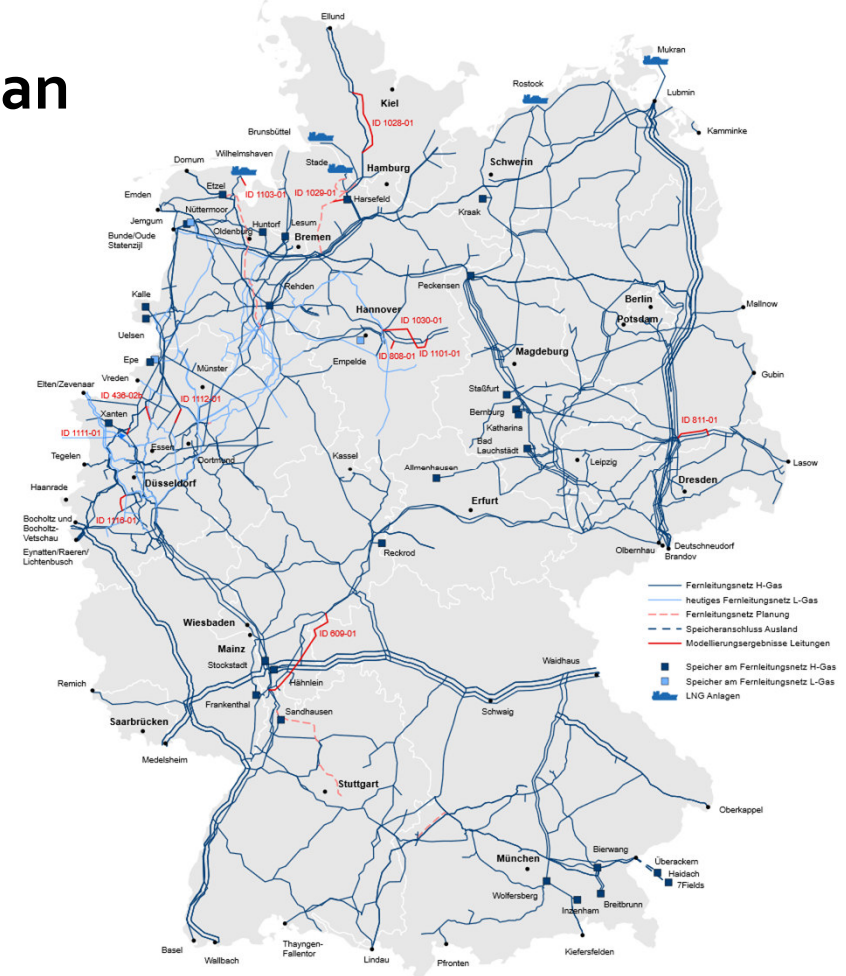 an
Ellund
Mukran
Rostock
Lubmin
Kiel
ID 1028-01
Kamminke
Brunsbüttel
Wilhelmshaven
Stade
Hamburg
Schwerin
Dornum
Etzel
ID 1103-01
ID 1029-01
Harsefeld
Emden
Nüttermoor
Kraak
Jemgum
Oldenburg
Huntorf
Lesum
Bunde/Oude
Statenzijl
Bremen
Rehden
Peckensen
Kalle
Berlin
Mallnow
Hannover
ID 1030-01
Potsdam
Uelsen
Epe
Münster
Empelde
ID 808-01
ID 1101-01
Magdeburg
Gubin
Vreden
Elten/Zevenaar
ID 436-02b
ID 1112-01
Staßfurt
Xanten
Bernburg
ID 811-01
ID 1111-01
Katharina
Essen
Bad
Lauchstädt
Tegelen
Dortmund
Kassel
Allmenhausen
Leipzig
Lasow
Haanrade
Düsseldorf
Dresden
Erfurt
Bocholtz und
Bocholtz-
Vetschau
Eynatten/Raeren/
Lichtenbusch
Reckrod
Olbernhau
Deutschneudorf
Brandov
Fernleitungsnetz H-Gas
heutiges Fernleitungsnetz L-Gas
Fernleitungsnetz Planung
Speicheranschluss Ausland
Modellierungsergebnisse Leitungen
Speicher am Fernleitungsnetz H-Gas
Speicher am Fernleitungsnetz L-Gas
LNG Anlagen
Wiesbaden
ID 609-01
Mainz
Stockstadt
Waidhaus
Remich
Hähnlein
Frankenthal
Sandhausen
Schwaig
Saarbrücken
Medelsheim
Stuttgart
Oberkappel
München
Bierwang
Überackern
Haidach
7Fields
Wolfersberg
Breitbrunn
Inzenham
Basel
Wallbach
Thayngen-
Fallentor
Lindau
Pfronten
Kiefersfelden